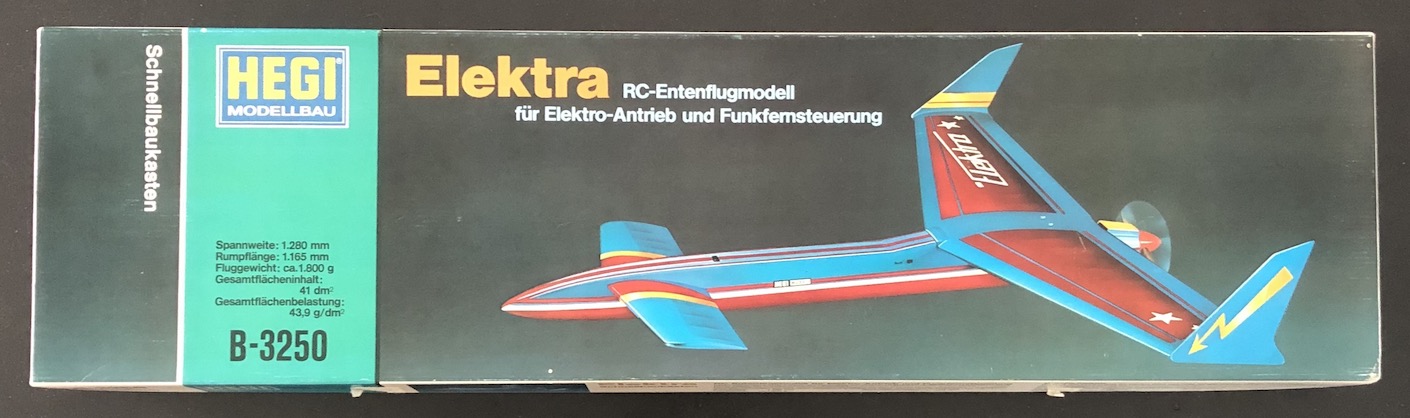 Schnellbaukasten
HEGI
MODELLBAU
Spannweite: 1.280 mm
Rumpflänge: 1.165 mm
Fluggewicht: ca. 1.800 g
Gesamtflächeninhalt:
41 dm²
Gesamtflächenbelastung:
43,9 g/dm²
B-3250
Elektra RC-Entenflugmodell
für Elektro-Antrieb und Funkfernsteuerung
Elektra